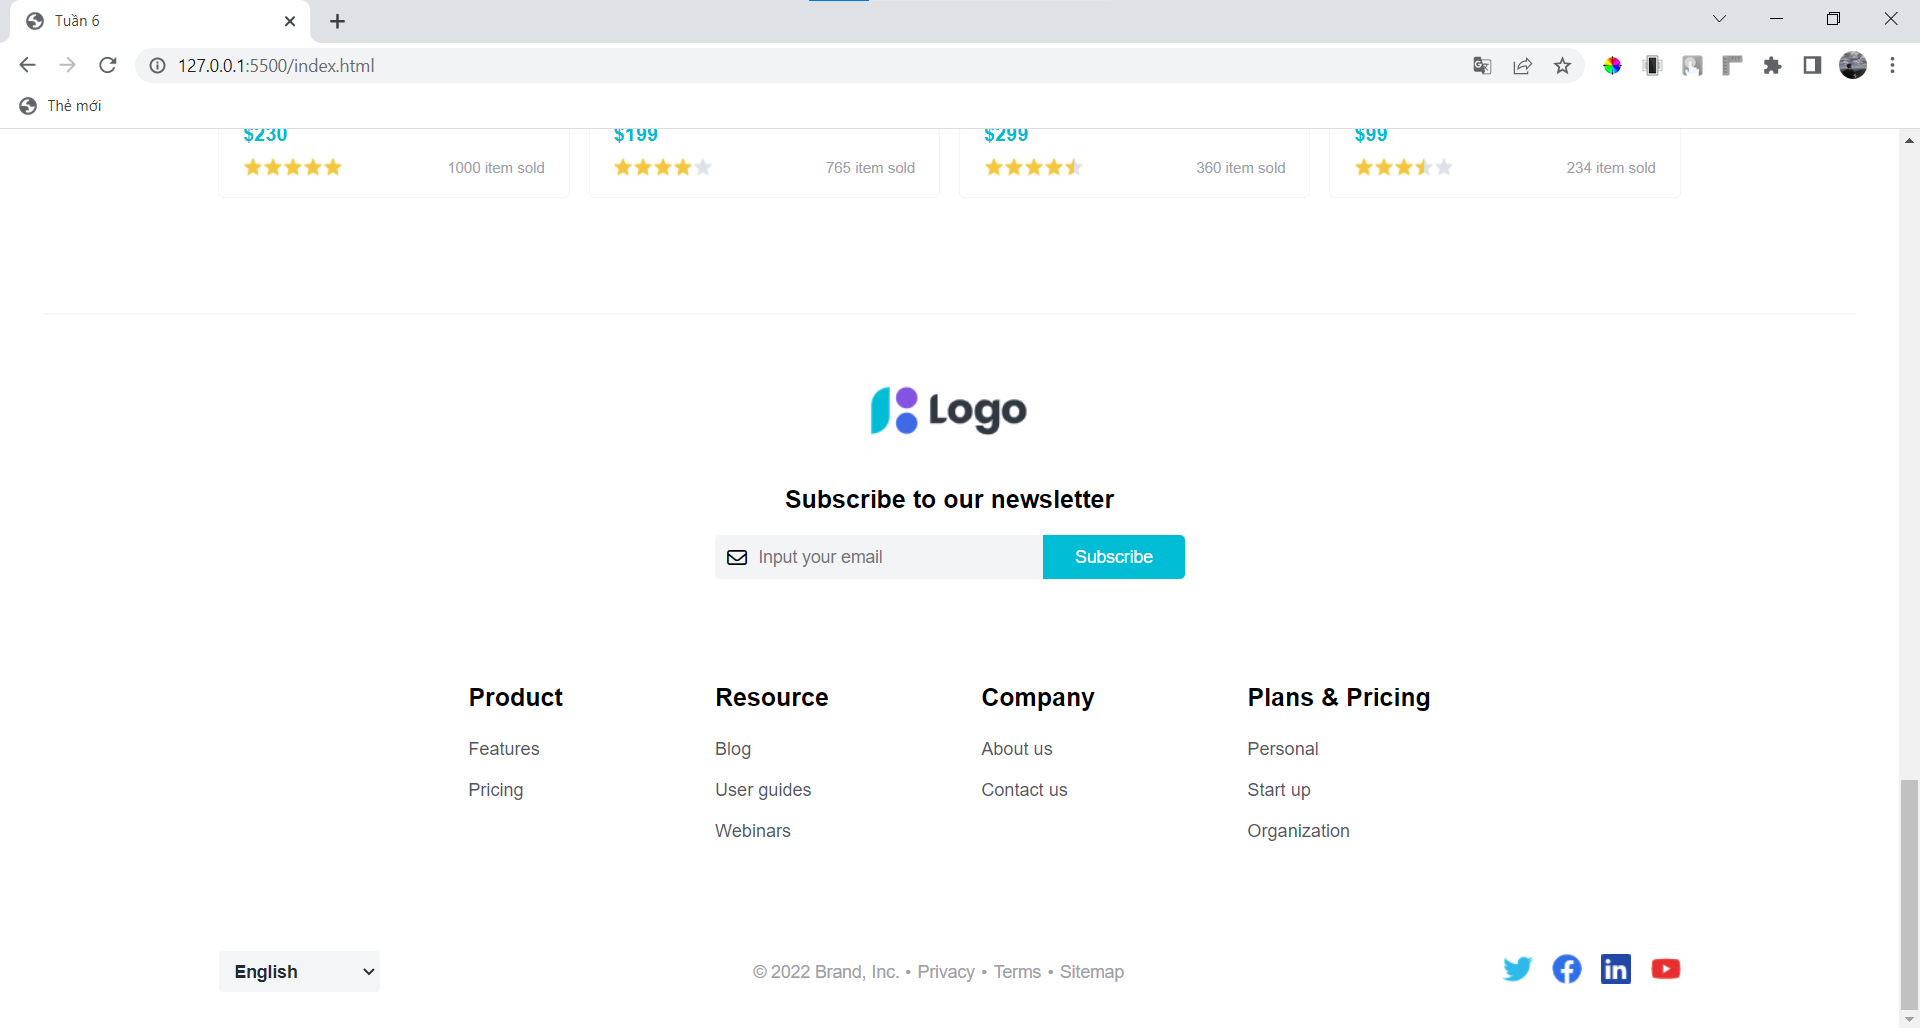 Tuần 6
127.0.0.1:5500/index.html
Thẻ mới
$230 $199 $299 $99
1000 item sold 765 item sold 360 item sold 234 item sold
Logo
Subscribe to our newsletter
Input your email Subscribe
Product Resource Company Plans & Pricing
Features Blog About us Personal
Pricing User guides Contact us Start up
Webinars Organization
English © 2022 Brand, Inc. • Privacy • Terms • Sitemap